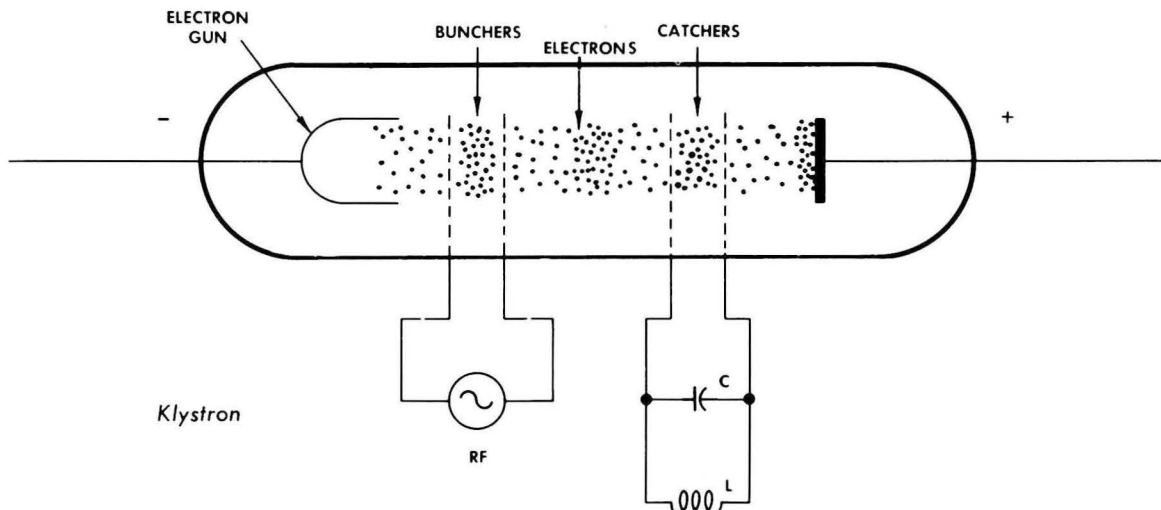 ELECTRON
GUN
BUNCHERS
ELECTRONS
CATCHERS
-
+
C
Klystron
RF
L